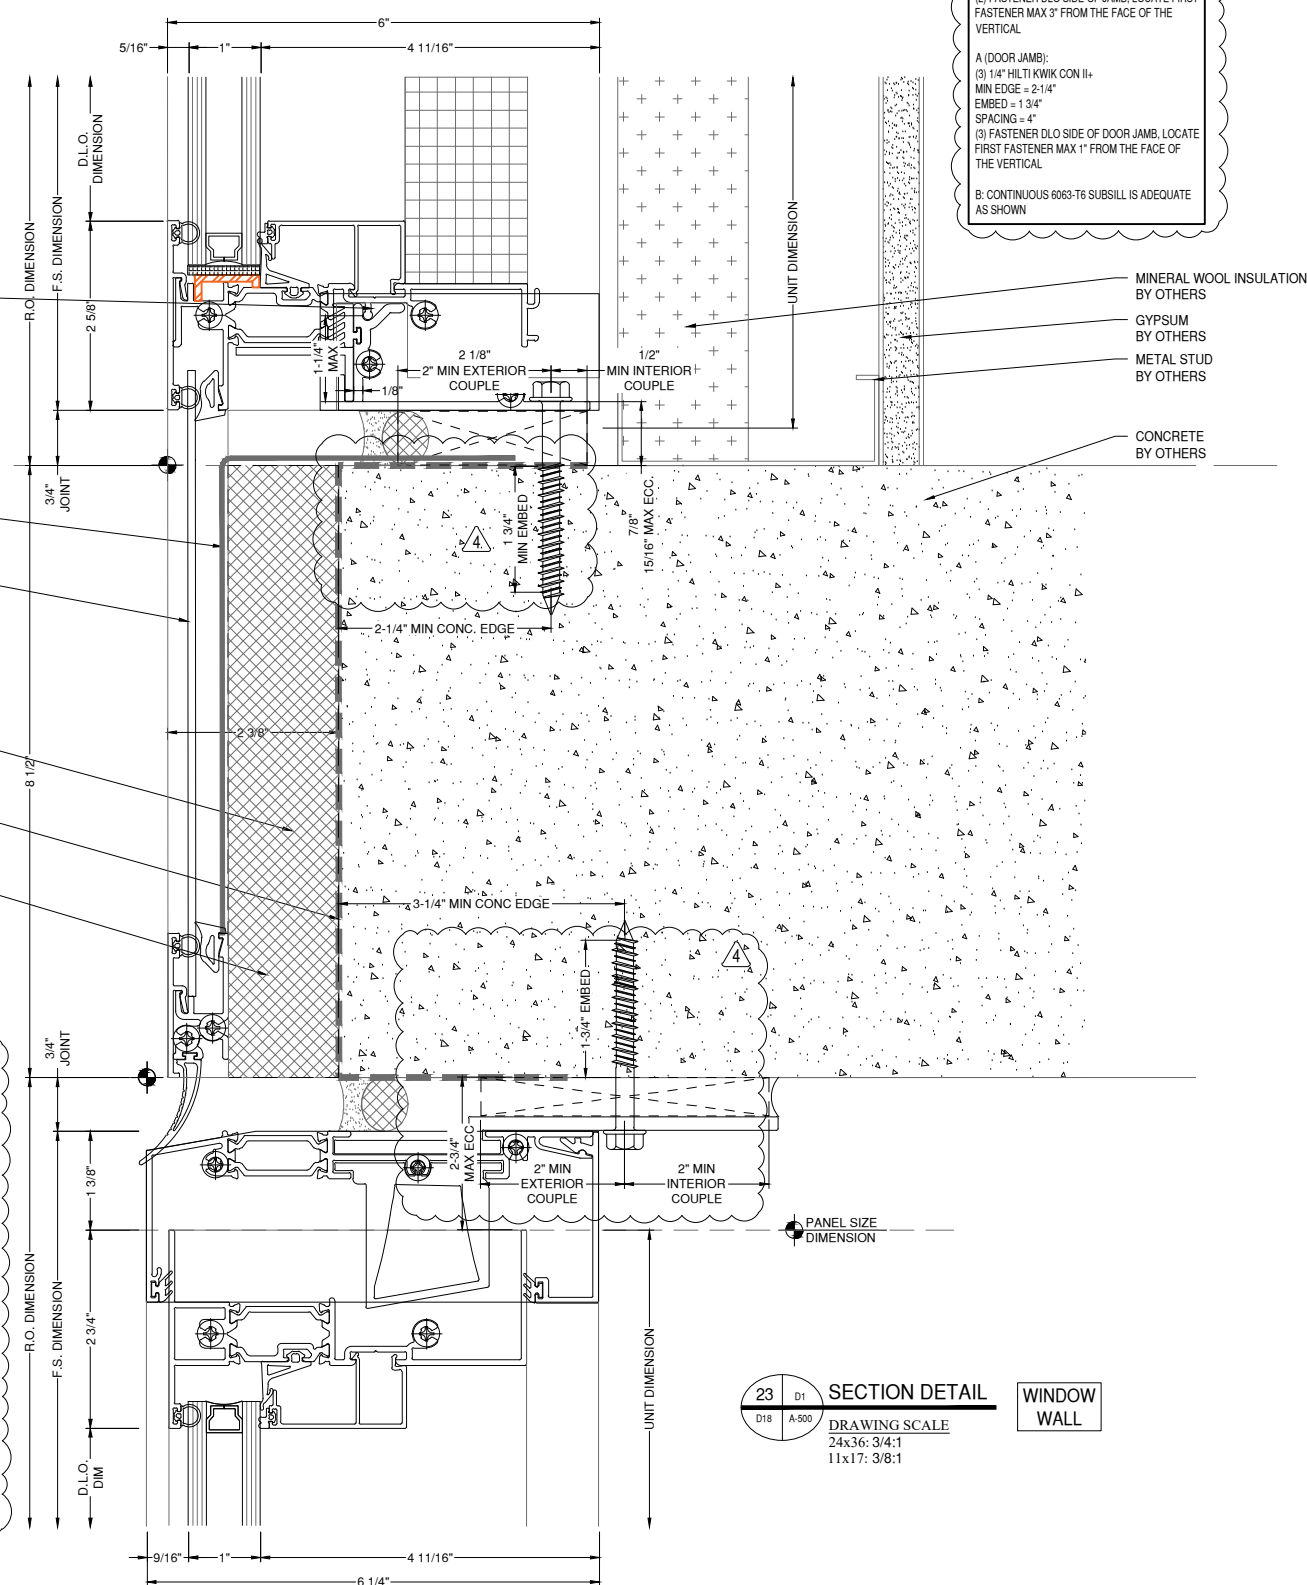 6"
5/16"
1"
4 11/16"
(2) FASTENER DLO SIDE OF JAMB, LOCATE FIRST
FASTENER MAX 3" FROM THE FACE OF THE
VERTICAL
A (DOOR JAMB):
(3) 1/4" HILTI KWIK CON II+
MIN EDGE = 2-1/4"
EMBED = 1 3/4"
SPACING = 4"
(3) FASTENER DLO SIDE OF DOOR JAMB, LOCATE
FIRST FASTENER MAX 1" FROM THE FACE OF
THE VERTICAL
B: CONTINUOUS 6063-T6 SUBSILL IS ADEQUATE
AS SHOWN
D.L.O.
DIMENSION
R.O. DIMENSION
F.S. DIMENSION
2 5/8"
UNIT DIMENSION
MINERAL WOOL INSULATION
BY OTHERS
GYPSUM
BY OTHERS
METAL STUD
BY OTHERS
CONCRETE
BY OTHERS
1-1/4"
MAX
2 1/8"
2" MIN EXTERIOR
COUPLE
1/2"
MIN INTERIOR
COUPLE
1/8"
3/4"
JOINT
4
1 3/4"
MIN EMBED
7/8"
15/16" MAX ECC.
2-1/4" MIN CONC. EDGE
2 3/8"
8 1/2"
3-1/4" MIN CONC EDGE
4
1-3/4" EMBED
3/4"
JOINT
2-3/4"
MAX ECC
2" MIN
EXTERIOR
COUPLE
2" MIN
INTERIOR
COUPLE
1 3/8"
PANEL SIZE
DIMENSION
R.O. DIMENSION
F.S. DIMENSION
2 3/4"
UNIT DIMENSION
D.L.O.
DIM
23
D1
D18
A-500
SECTION DETAIL
DRAWING SCALE
24x36: 3/4:1
11x17: 3/8:1
WINDOW
WALL
9/16"
1"
4 11/16"
6 1/4"